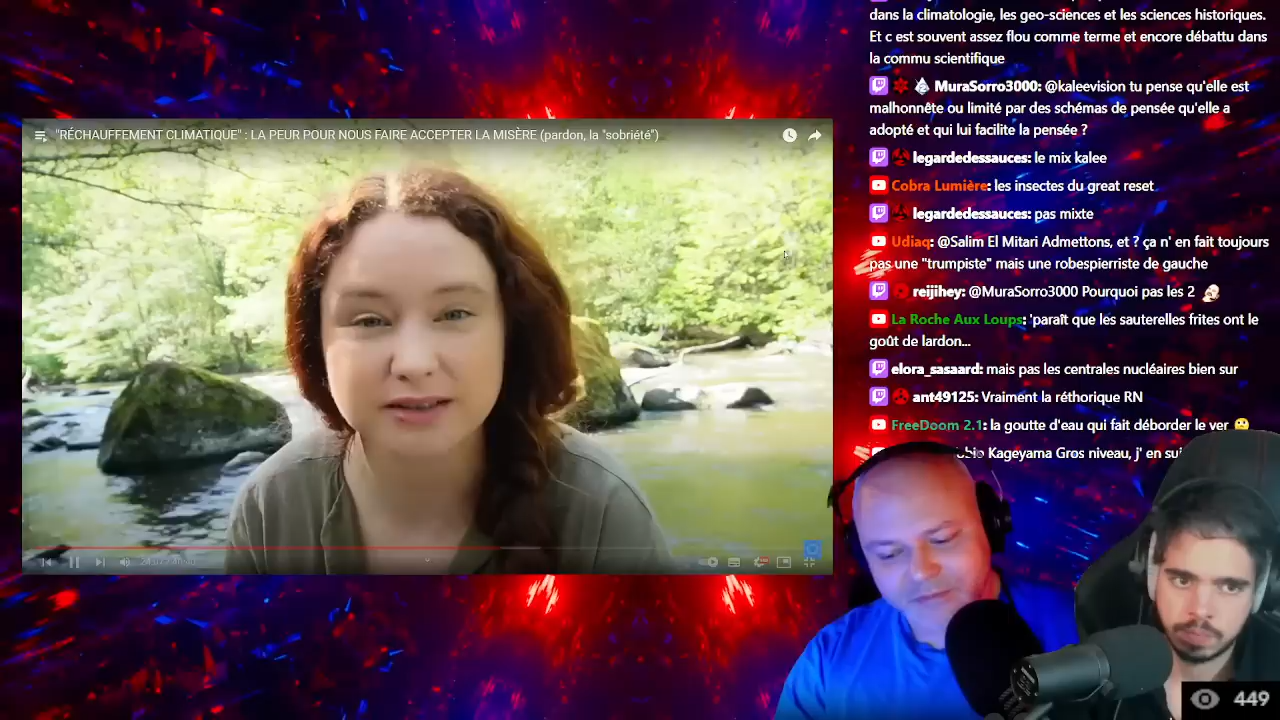 "RÉCHAUFFEMENT CLIMATIQUE" : LA PEUR POUR NOUS FAIRE ACCEPTER LA MISÈRE (pardon, la "sobriété")
dans la climatologie, les geo-sciences et les sciences historiques.
Et c est souvent assez flou comme terme et encore débattu dans
la commu scientifique
MuraSorro3000: @kaleevision tu pense qu'elle est
malhonnête ou limité par des schémas de pensée qu'elle a
adopté et qui lui facilite la pensée ?
legardedessauces: le mix kalee
Cobra Lumière: les insectes du great reset
legardedessauces: pas mixte
Udiaq: @Salim El Mitari Admettons, et ? ça n' en fait toujours
pas une "trumpiste" mais une robespierriste de gauche
reijihey: @MuraSorro3000 Pourquoi pas les 2
La Roche Aux Loups: 'paraît que les sauterelles frites ont le
goût de lardon...
elora_sasaard: mais pas les centrales nucléaires bien sur
ant49125: Vraiment la réthorique RN
FreeDoom 2.1: la goutte d'eau qui fait déborder le ver
Kageyama Gros niveau, j' en
449